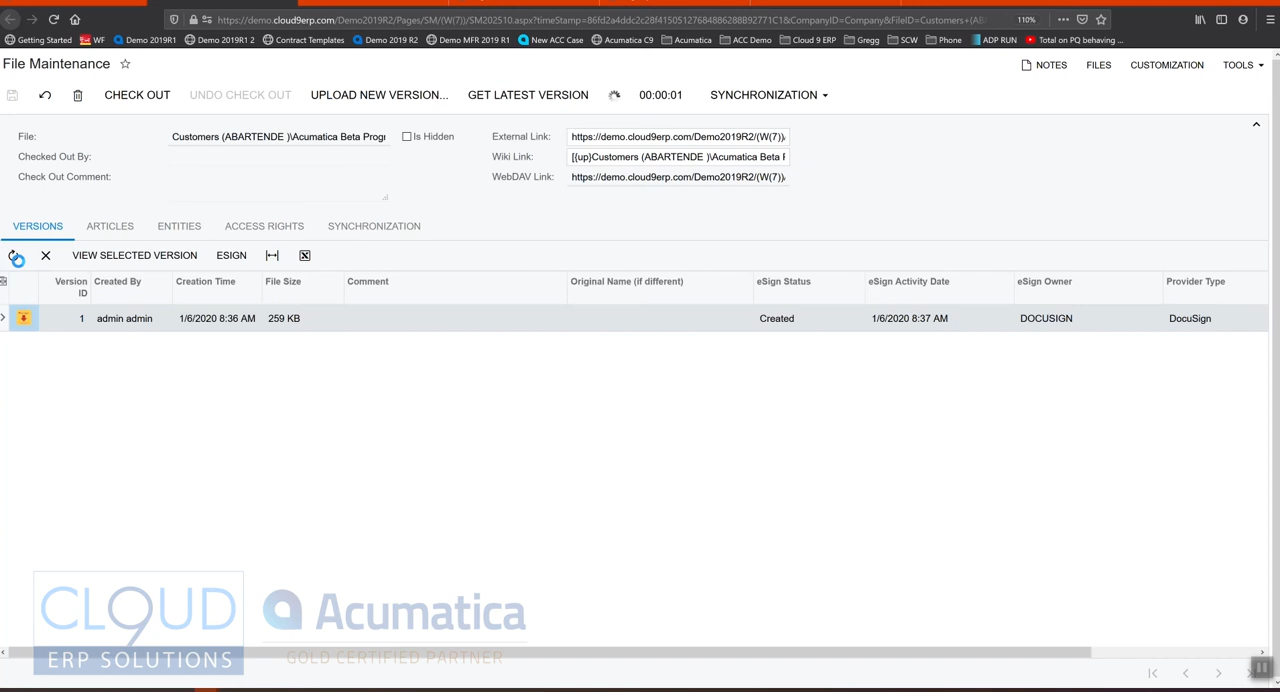 https://demo.cloud9erp.com/Demo2019R2/Pages/SM/(W(7))/SM202510.aspx?timeStamp=86fd2a4ddc2c28f41505127684886288892771C1&CompanyID=Company&FileID=Customers+(AB
110%
Getting Started WF Demo 2019R1 Demo 2019R1 2 Contract Templates Demo 2019 R2 Demo MFR 2019 R1 New ACC Case Acumatica C9 Acumatica ACC Demo Cloud 9 ERP Gregg SCW Phone ADP RUN Total on PQ behaving ...
File Maintenance
NOTES FILES CUSTOMIZATION TOOLS
CHECK OUT UNDO CHECK OUT UPLOAD NEW VERSION... GET LATEST VERSION 00:00:01 SYNCHRONIZATION
File: Customers (ABARTENDE )\Acumatica Beta Progr Is Hidden External Link: https://demo.cloud9erp.com/Demo2019R2/(W(7))/
Checked Out By: Wiki Link: [{up}Customers (ABARTENDE )\Acumatica Beta F
Check Out Comment: WebDAV Link: https://demo.cloud9erp.com/Demo2019R2/(W(7))/
VERSIONS ARTICLES ENTITIES ACCESS RIGHTS SYNCHRONIZATION
VIEW SELECTED VERSION ESIGN
Version ID Created By Creation Time File Size Comment Original Name (if different) eSign Status eSign Activity Date eSign Owner Provider Type
1 admin admin 1/6/2020 8:36 AM 259 KB Created 1/6/2020 8:37 AM DOCUSIGN DocuSign
CLOUD 9
ERP SOLUTIONS
Acumatica
GOLD CERTIFIED PARTNER